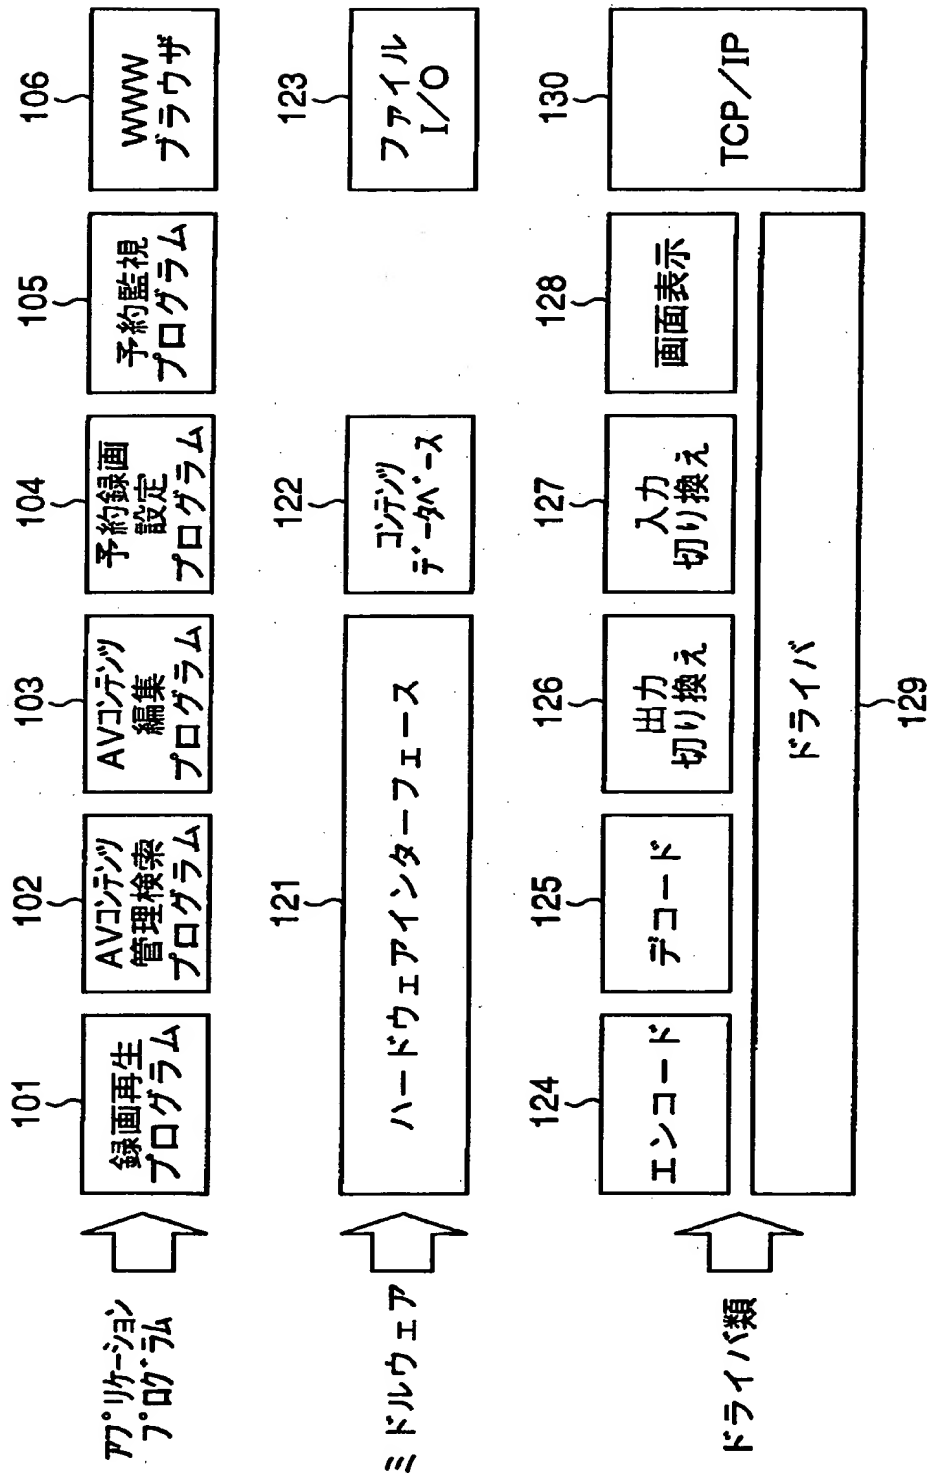 アプリケーション
プログラム
101
録画再生
プログラム
102
AVコンテンツ
管理検索
プログラム
103
AVコンテンツ
編集
プログラム
104
予約録画
設定
プログラム
105
予約監視
プログラム
106
WWW
ブラウザ
ミドルウェア
121
ハードウェアインターフェース
122
コンテンツ
データベース
123
ファイル
I/O
ドライバ類
124
エンコード
125
デコード
126
出力
切り換え
127
入力
切り換え
128
画面表示
130
TCP/IP
ドライバ
129